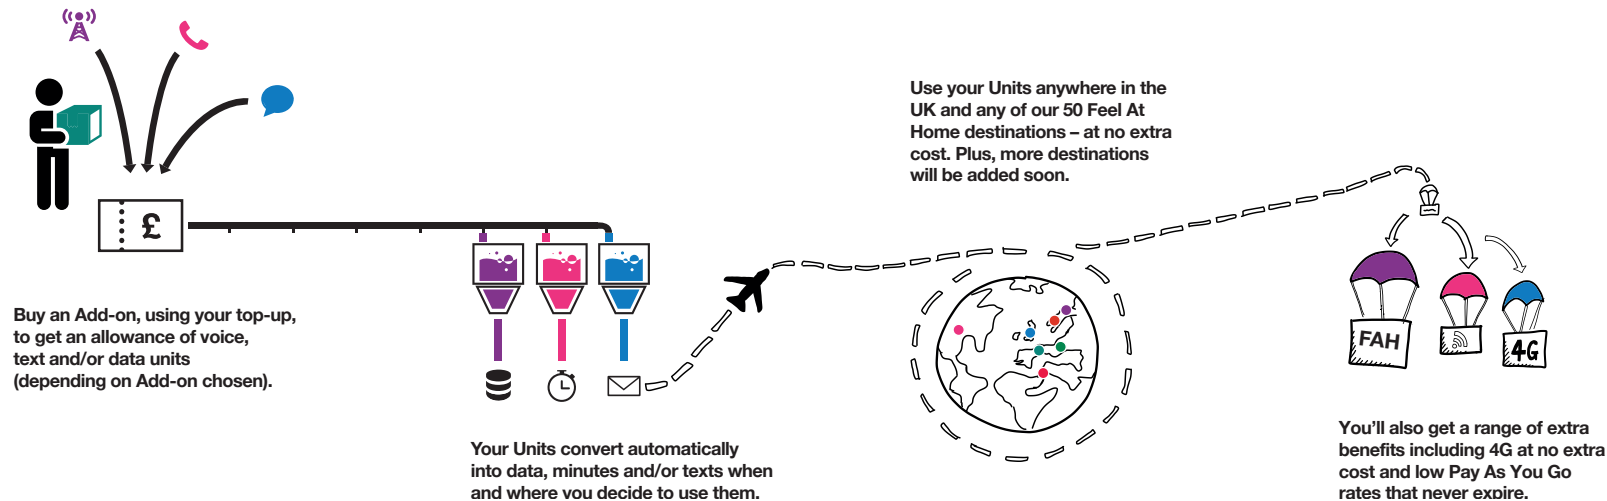 £
Buy an Add-on, using your top-up,
to get an allowance of voice,
text and/or data units
(depending on Add-on chosen).
Your Units convert automatically
into data, minutes and/or texts when
and where you decide to use them.
Use your Units anywhere in the
UK and any of our 50 Feel At
Home destinations – at no extra
cost. Plus, more destinations
will be added soon.
FAH
4G
You’ll also get a range of extra
benefits including 4G at no extra
cost and low Pay As You Go
rates that never expire.